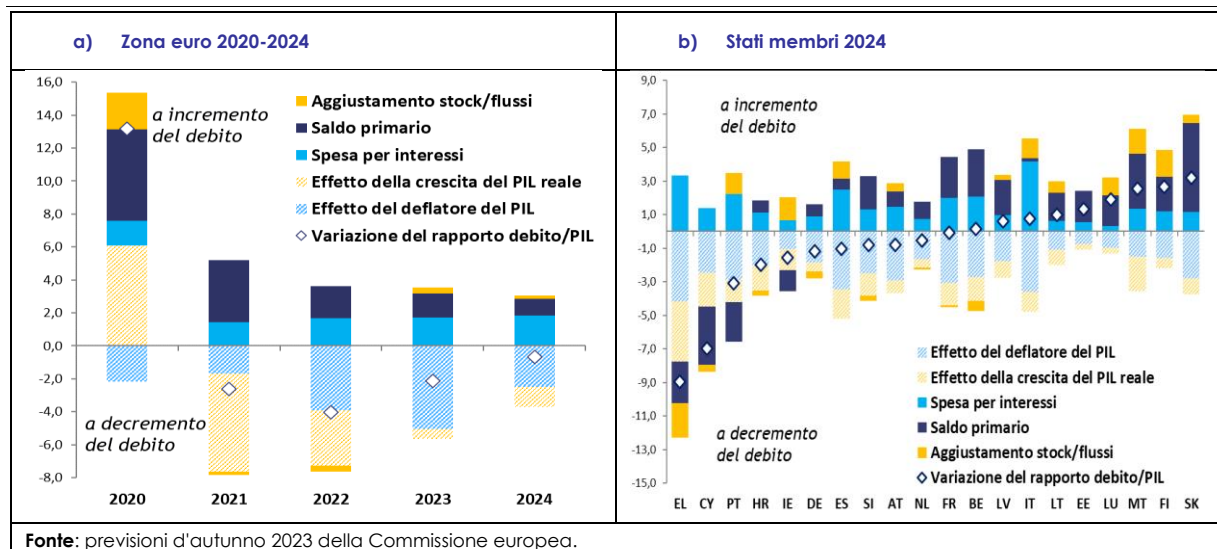 a) Zona euro 2020-2024
16,0
14,0
12,0
10,0
8,0
6,0
4,0
2,0
0,0
-2,0
-4,0
-6,0
-8,0
a incremento
del debito
Aggiustamento stock/flussi
Saldo primario
Spesa per interessi
Effetto della crescita del PIL reale
Effetto del deflatore del PIL
Variazione del rapporto debito/PIL
a decremento
del debito
2020 2021 2022 2023 2024
b) Stati membri 2024
9,0
7,0
5,0
3,0
1,0
-1,0
-3,0
-5,0
-7,0
-9,0
-11,0
-13,0
-15,0
a incremento
del debito
a decremento
del debito
Effetto del deflatore del PIL
Effetto della crescita del PIL reale
Spesa per interessi
Saldo primario
Aggiustamento stock/flussi
Variazione del rapporto debito/PIL
EL CY PT HR IE DE ES SI AT NL FR BE LV IT LT EE LU MT FI SK
Fonte: previsioni d'autunno 2023 della Commissione europea.